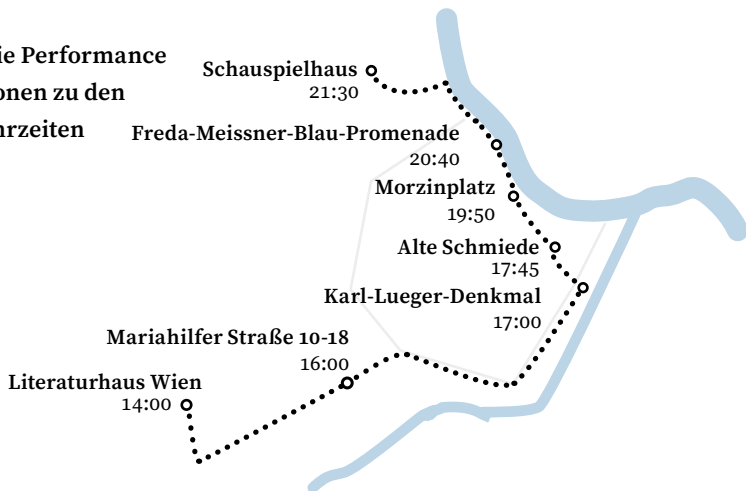 ie Performance
onen zu den
hrzeiten
Schauspielhaus
21:30
Freda-Meissner-Blau-Promenade
20:40
Morzinplatz
19:50
Alte Schmiede
17:45
Karl-Lueger-Denkmal
17:00
Mariahilfer Straße 10-18
16:00
Literaturhaus Wien
14:00